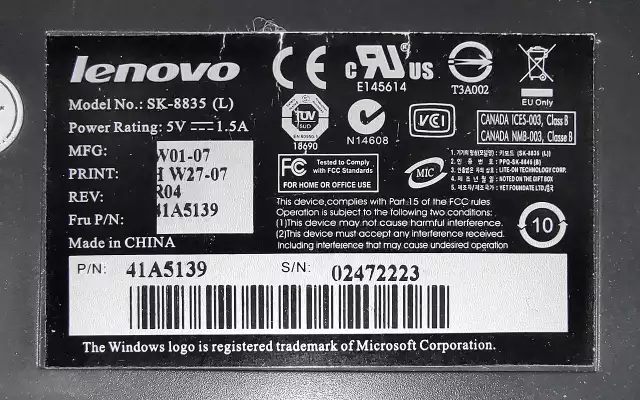 lenovo
Model No.: SK-8835 (L)
Power Rating: 5V 1.5A
MFG: W01-07
PRINT: W27-07
REV: R04
Fru P/N: 41A5139
Made in CHINA
CE
c UR US
E145614
T3A002
EU Only
TUV
SUD
18690
N14608
VCI
CANADA ICES-003, Class B
CANADA NMB-003, Classe B
FC Tested to Comply
with FCC Standards
FOR HOME OR OFFICE USE
MIC
This device,complies with Part 15 of the FCC rules
Operation is subject to the following two conditions:
(1)This device may not cause harmful interference.
(2)This device must accept any interference received,
Including interference that may cause undesired operation
10
P/N: 41A5139 S/N: 02472223
The Windows logo is registered trademark of Microsoft Corporation.